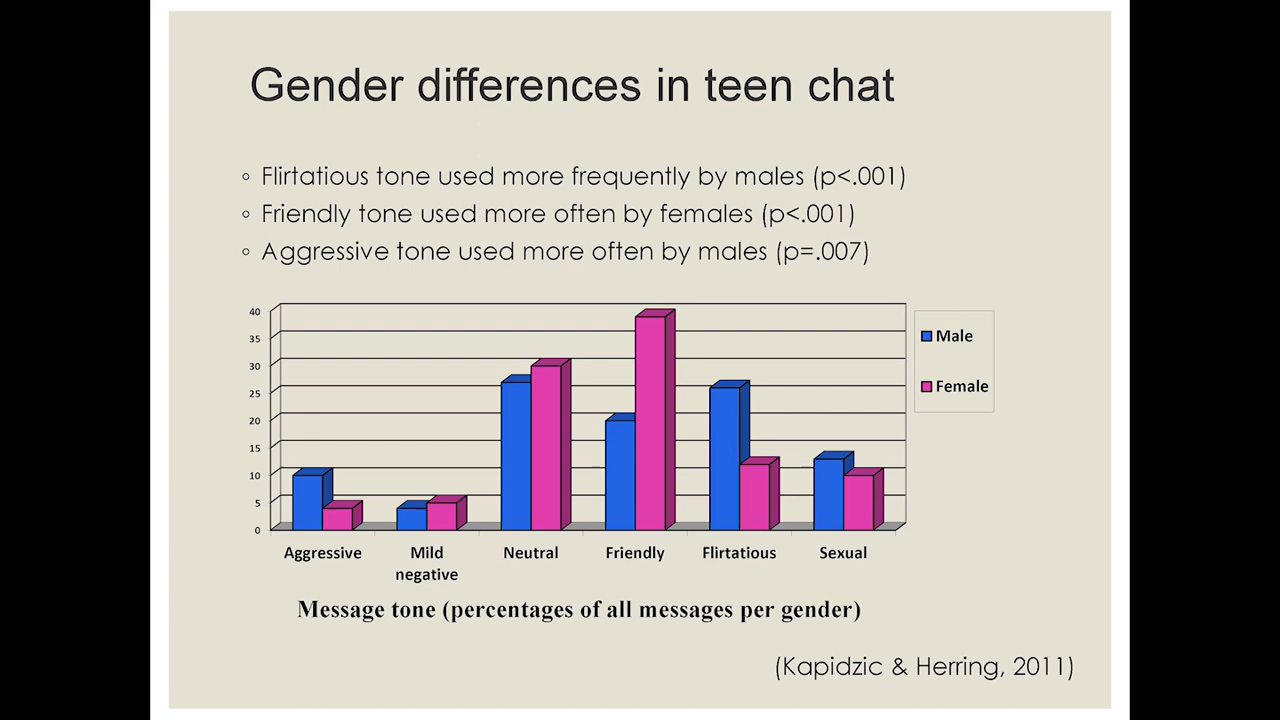 Gender differences in teen chat
◦ Flirtatious tone used more frequently by males (p<.001)
◦ Friendly tone used more often by females (p<.001)
◦ Aggressive tone used more often by males (p=.007)
40
35
30
25
20
15
10
5
0
Male
Female
Aggressive
Mild
negative
Neutral
Friendly
Flirtatious
Sexual
Message tone (percentages of all messages per gender)
(Kapidzic & Herring, 2011)